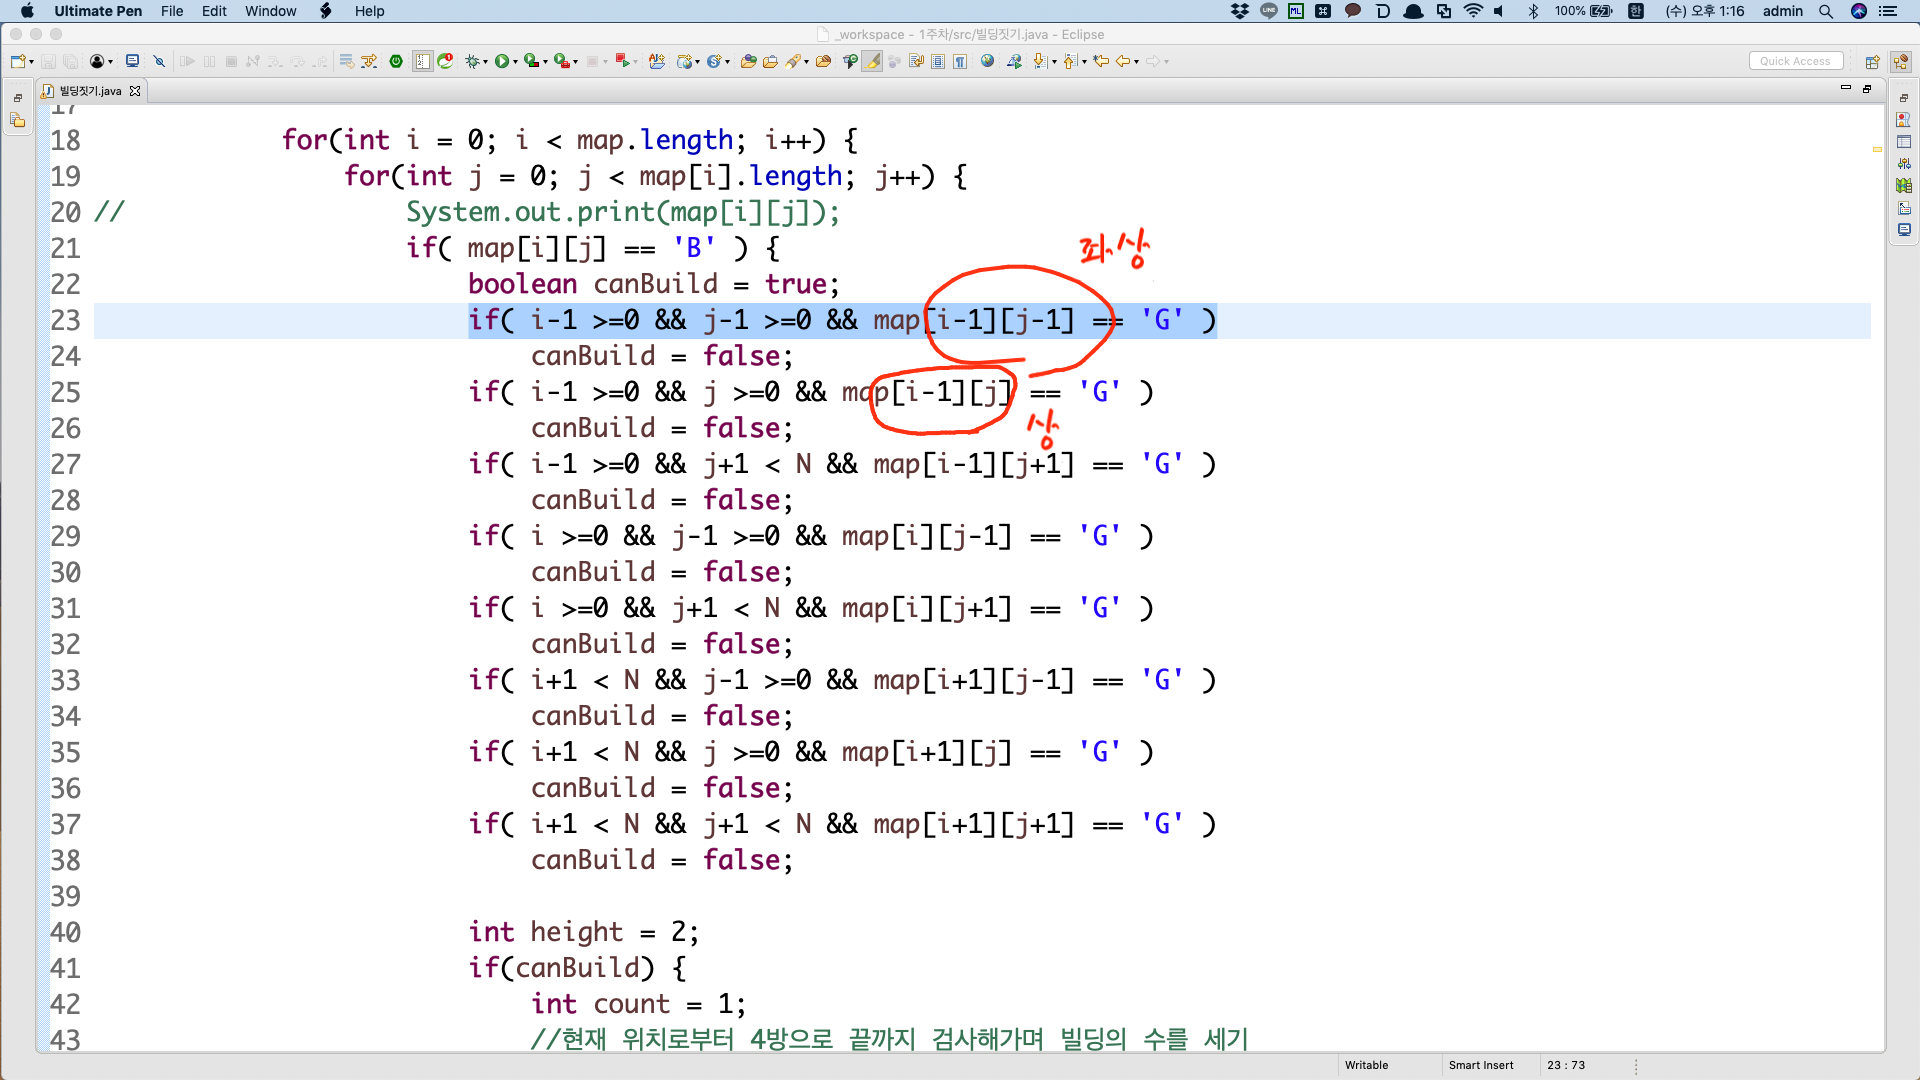 Ultimate Pen File Edit Window Help 100% 한 (수) 오후 1:16 admin
_workspace - 1주차/src/빌딩짓기.java - Eclipse
Quick Access
빌딩짓기.java
17
18 for(int i = 0; i < map.length; i++) {
19 for(int j = 0; j < map[i].length; j++) {
20 // System.out.print(map[i][j]);
21 if( map[i][j] == 'B' ) {
좌상
22 boolean canBuild = true;
23 if( i-1 >=0 && j-1 >=0 && map[i-1][j-1] == 'G' )
24 canBuild = false;
25 if( i-1 >=0 && j >=0 && map[i-1][j] == 'G' )
26 canBuild = false;
상
27 if( i-1 >=0 && j+1 < N && map[i-1][j+1] == 'G' )
28 canBuild = false;
29 if( i >=0 && j-1 >=0 && map[i][j-1] == 'G' )
30 canBuild = false;
31 if( i >=0 && j+1 < N && map[i][j+1] == 'G' )
32 canBuild = false;
33 if( i+1 < N && j-1 >=0 && map[i+1][j-1] == 'G' )
34 canBuild = false;
35 if( i+1 < N && j >=0 && map[i+1][j] == 'G' )
36 canBuild = false;
37 if( i+1 < N && j+1 < N && map[i+1][j+1] == 'G' )
38 canBuild = false;
39
40 int height = 2;
41 if(canBuild) {
42 int count = 1;
43 //현재 위치로부터 4방으로 끝까지 검사해가며 빌딩의 수를 세기
Writable Smart Insert 23 : 73